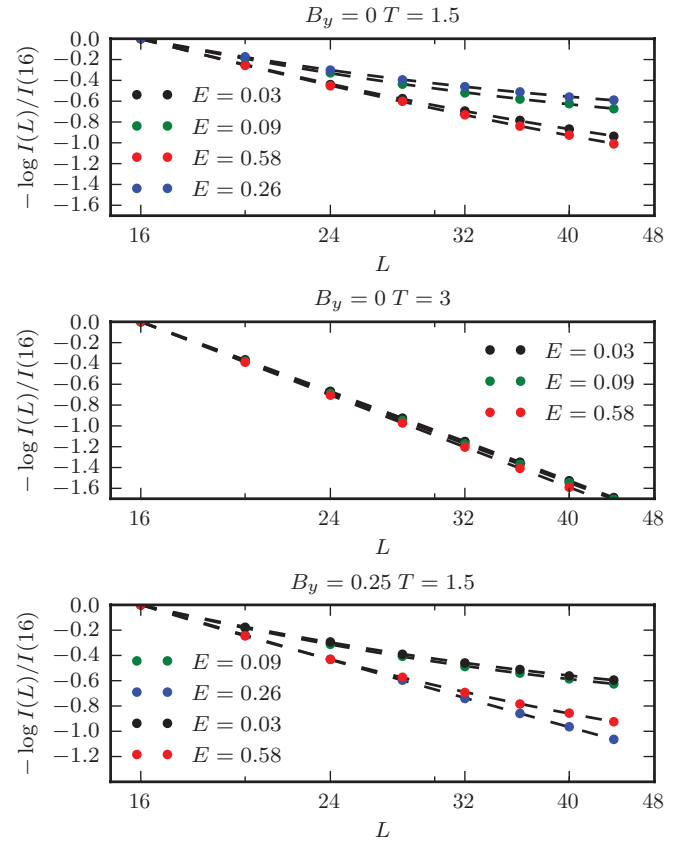 B_y = 0 T = 1.5
0.0
−0.2
−0.4
−0.6
−0.8
−1.0
−1.2
−1.4
−1.6
− log I(L)/I(16)
E = 0.03
E = 0.09
E = 0.58
E = 0.26
16 24 32 40 48
L
B_y = 0 T = 3
0.0
−0.2
−0.4
−0.6
−0.8
−1.0
−1.2
−1.4
−1.6
− log I(L)/I(16)
E = 0.03
E = 0.09
E = 0.58
16 24 32 40 48
L
B_y = 0.25 T = 1.5
0.0
−0.2
−0.4
−0.6
−0.8
−1.0
−1.2
− log I(L)/I(16)
E = 0.09
E = 0.26
E = 0.03
E = 0.58
16 24 32 40 48
L